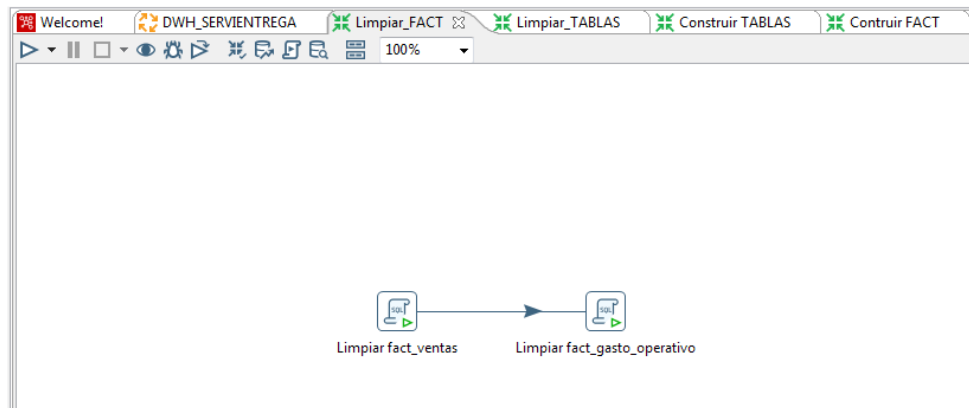 Welcome! DWH_SERVIENTREGA Limpiar_FACT Limpiar_TABLAS Construir TABLAS Contruir FACT
100%
SQL SQL
Limpiar fact_ventas Limpiar fact_gasto_operativo